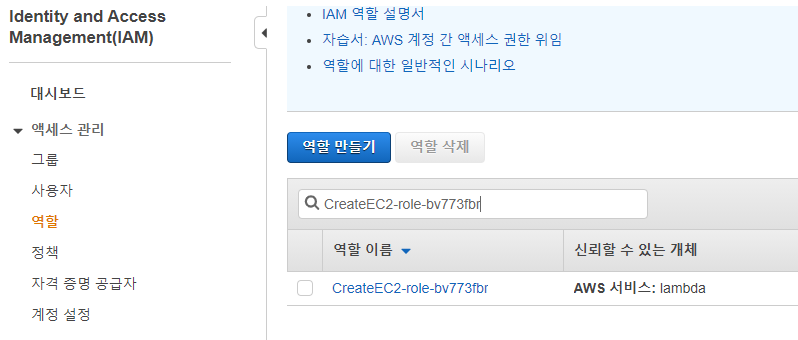 Identity and Access
Management(IAM)
대시보드
액세스 관리
그룹
사용자
역할
정책
자격 증명 공급자
계정 설정
IAM 역할 설명서
자습서: AWS 계정 간 액세스 권한 위임
역할에 대한 일반적인 시나리오
역할 만들기 역할 삭제
CreateEC2-role-bv773fbr
역할 이름 신뢰할 수 있는 개체
CreateEC2-role-bv773fbr AWS 서비스: lambda